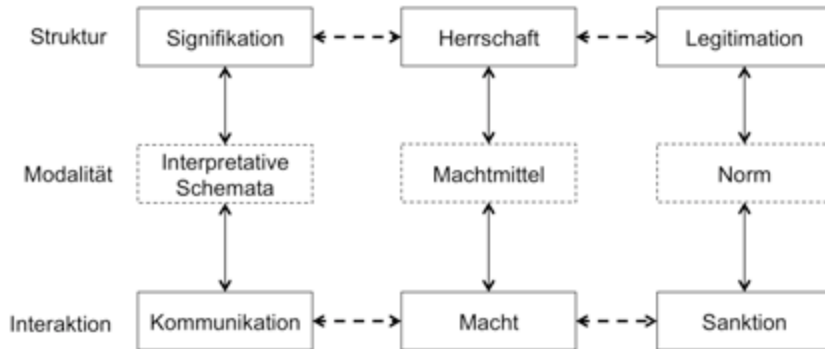 Struktur Signifikation Herrschaft Legitimation
Modalität Interpretative Schemata Machtmittel Norm
Interaktion Kommunikation Macht Sanktion